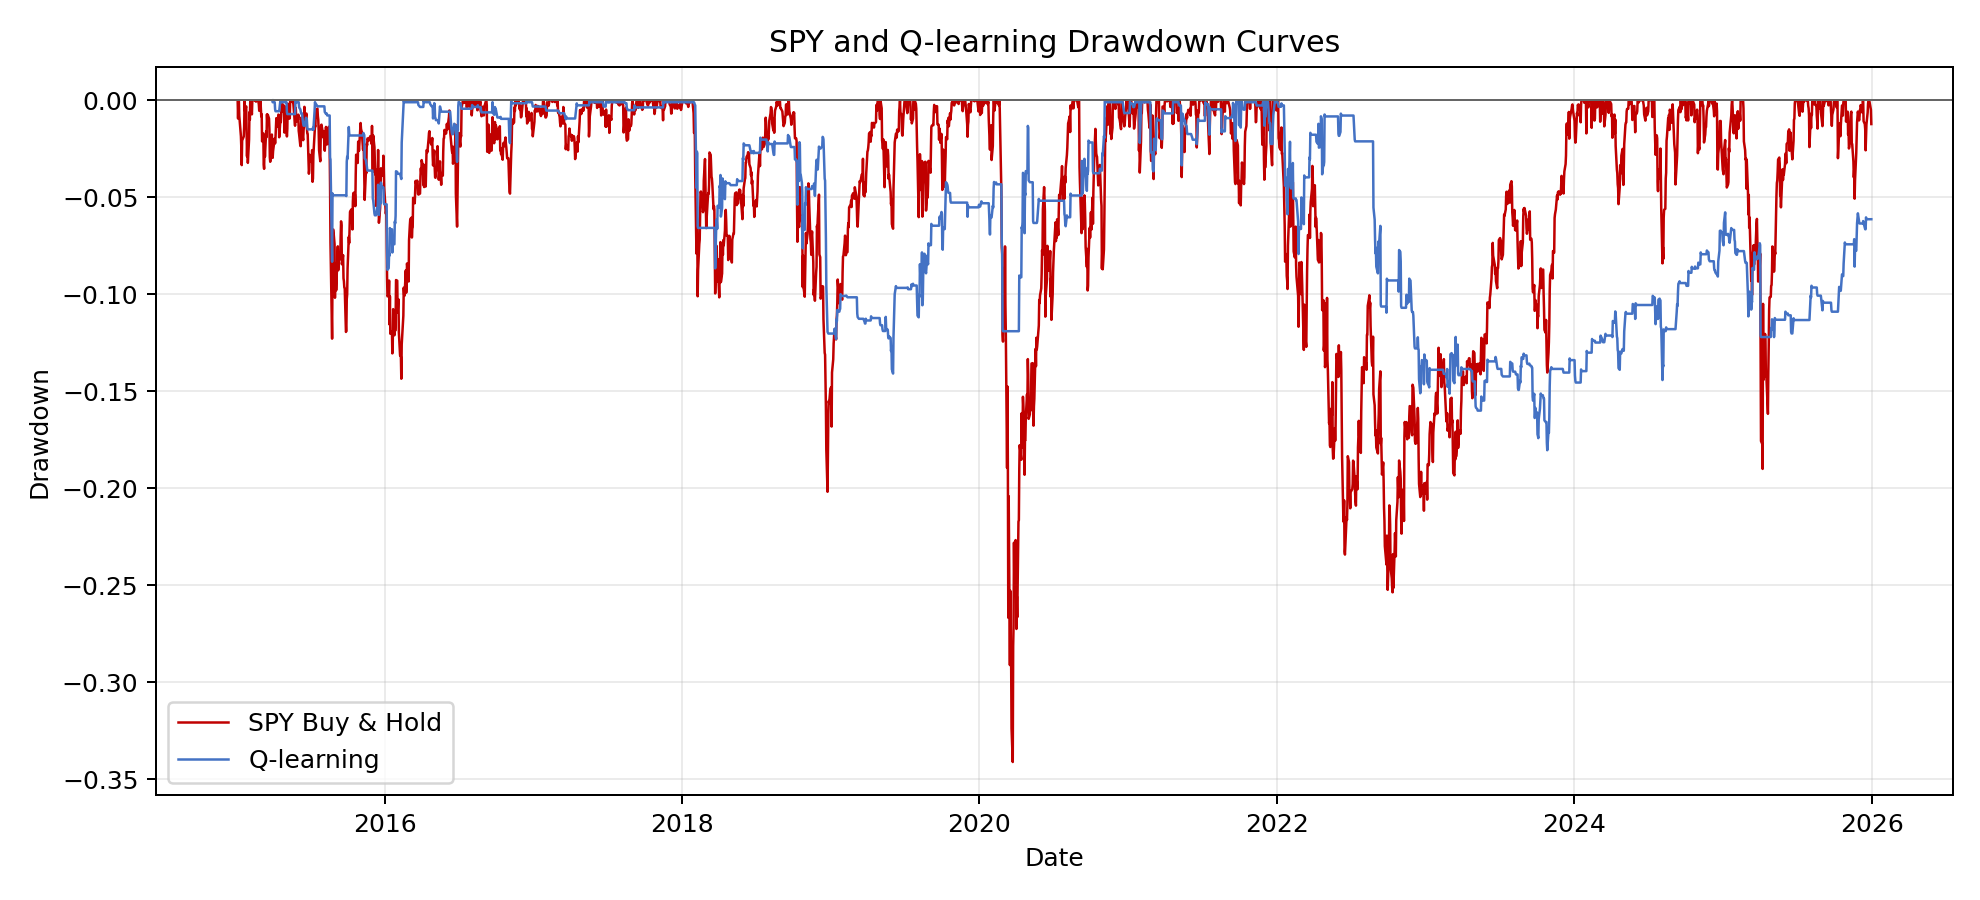 SPY and Q-learning Drawdown Curves
0.00
−0.05
−0.10
−0.15
−0.20
−0.25
−0.30
−0.35
Drawdown
SPY Buy & Hold
Q-learning
2016 2018 2020 2022 2024 2026
Date